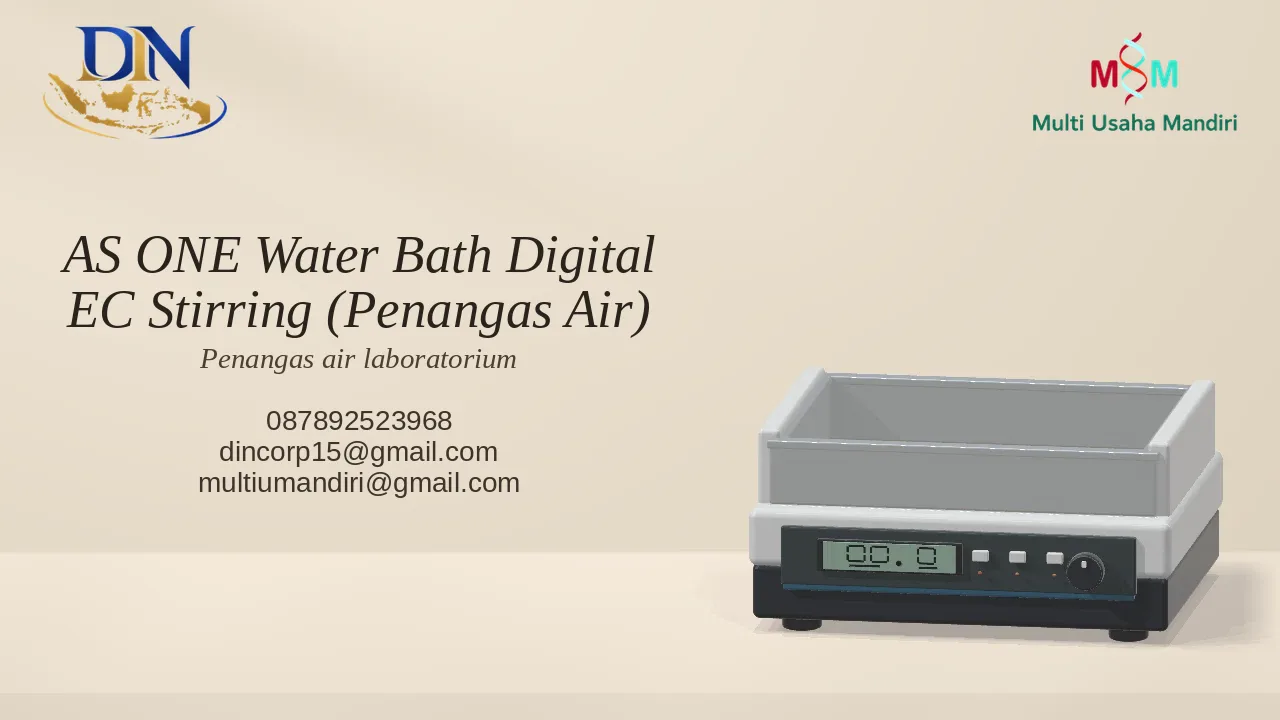 DIN
MSM
Multi Usaha Mandiri
AS ONE Water Bath Digital
EC Stirring (Penangas Air)
Penangas air laboratorium
087892523968
dincorp15@gmail.com
multiumandiri@gmail.com
00.0